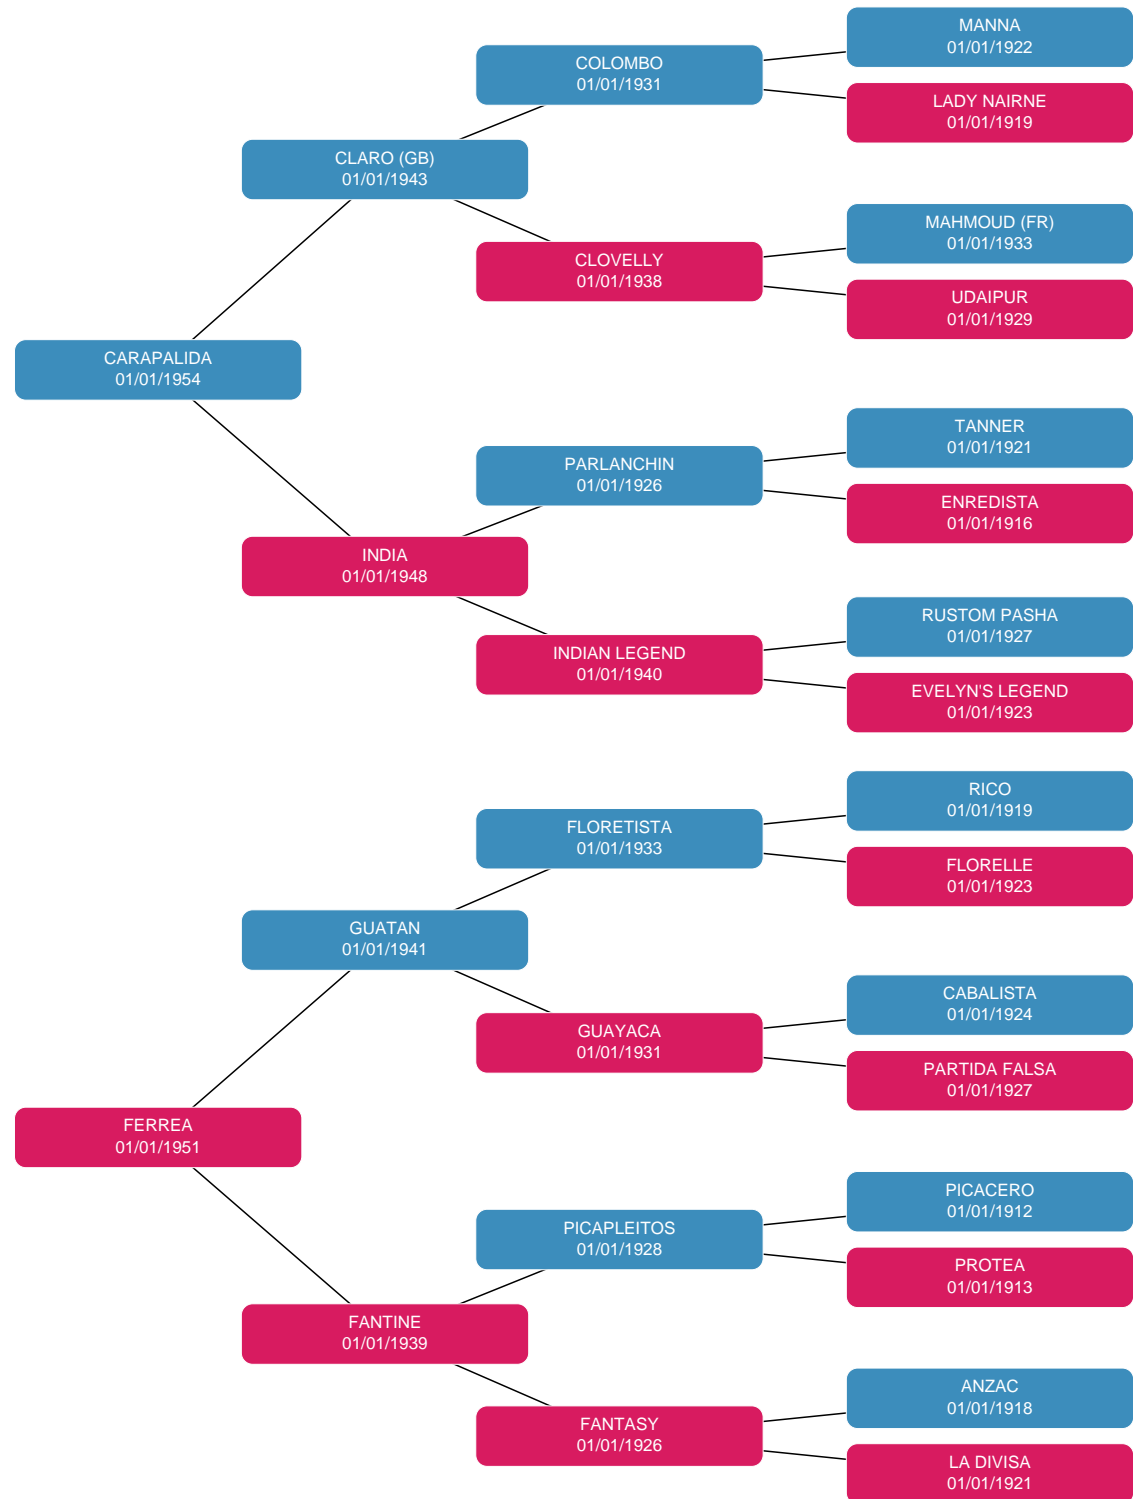 MANNA
01/01/1922
COLOMBO
01/01/1931
LADY NAIRNE
01/01/1919
CLARO (GB)
01/01/1943
MAHMOUD (FR)
01/01/1933
CLOVELLY
01/01/1938
UDAIPUR
01/01/1929
CARAPALIDA
01/01/1954
TANNER
01/01/1921
PARLANCHIN
01/01/1926
ENREDISTA
01/01/1916
INDIA
01/01/1948
RUSTOM PASHA
01/01/1927
INDIAN LEGEND
01/01/1940
EVELYN'S LEGEND
01/01/1923
RICO
01/01/1919
FLORETISTA
01/01/1933
FLORELLE
01/01/1923
GUATAN
01/01/1941
CABALISTA
01/01/1924
GUAYACA
01/01/1931
PARTIDA FALSA
01/01/1927
FERREA
01/01/1951
PICACERO
01/01/1912
PICAPLEITOS
01/01/1928
PROTEA
01/01/1913
FANTINE
01/01/1939
ANZAC
01/01/1918
FANTASY
01/01/1926
LA DIVISA
01/01/1921